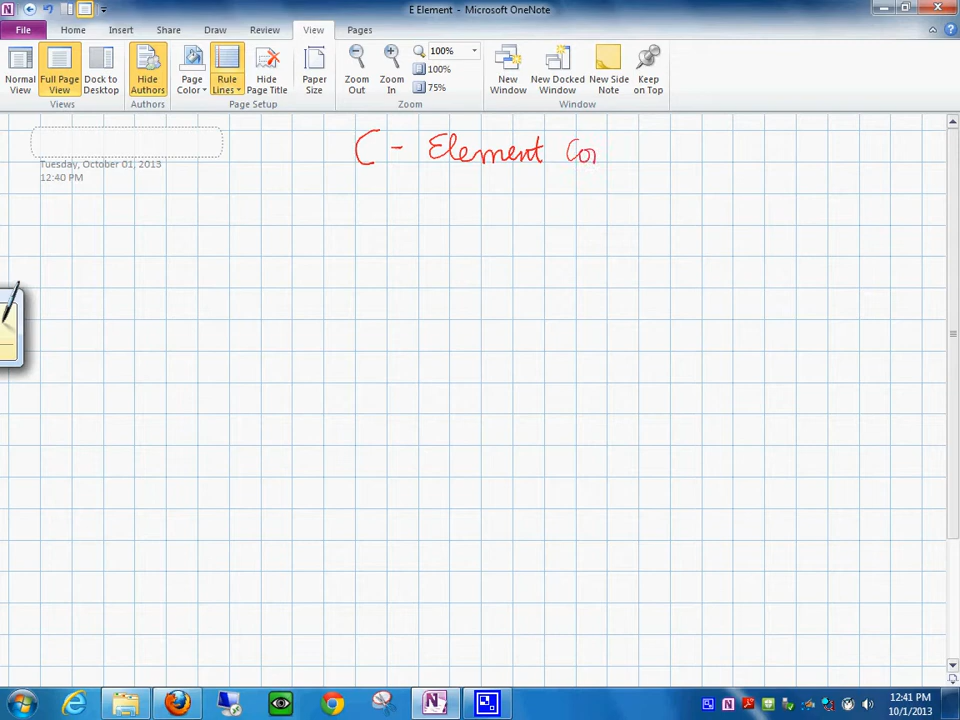 E Element - Microsoft OneNote
File Home Insert Share Draw Review View Pages
Normal View Full Page View Dock to Desktop Hide Authors Page Color Rule Lines Hide Page Title Paper Size Zoom Out Zoom In 100% 100% 75% New Window New Docked Window New Side Note Keep on Top
Views Authors Page Setup Zoom Window
C - Element Cor
Tuesday, October 01, 2013
12:40 PM
12:41 PM
10/1/2013